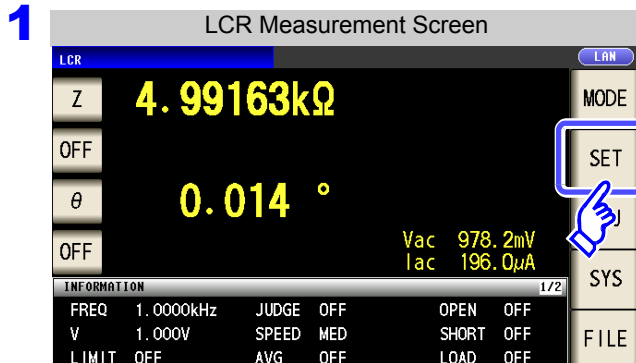 1
LCR Measurement Screen
LCR
LAN
Z 4.99163kΩ
MODE
OFF
SET
θ 0.014 °
OFF
Vac 978.2mV
Iac 196.0μA
SYS
INFORMATION 1/2
FREQ 1.0000kHz JUDGE OFF OPEN OFF
V 1.000V SPEED MED SHORT OFF
FILE
LIMIT OFF AVG OFF LOAD OFF